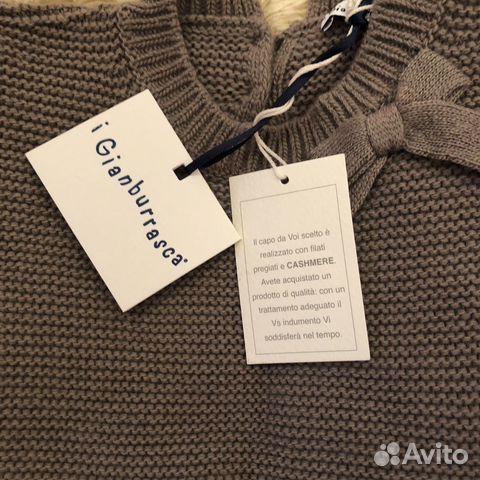 i Gianburrasca®
Il capo da Voi scelto è
realizzato con filati
pregiati e CASHMERE.
Avete acquistato un
prodotto di qualità: con un
trattamento adeguato il
Vs indumento Vi
soddisferà nel tempo.
Avito